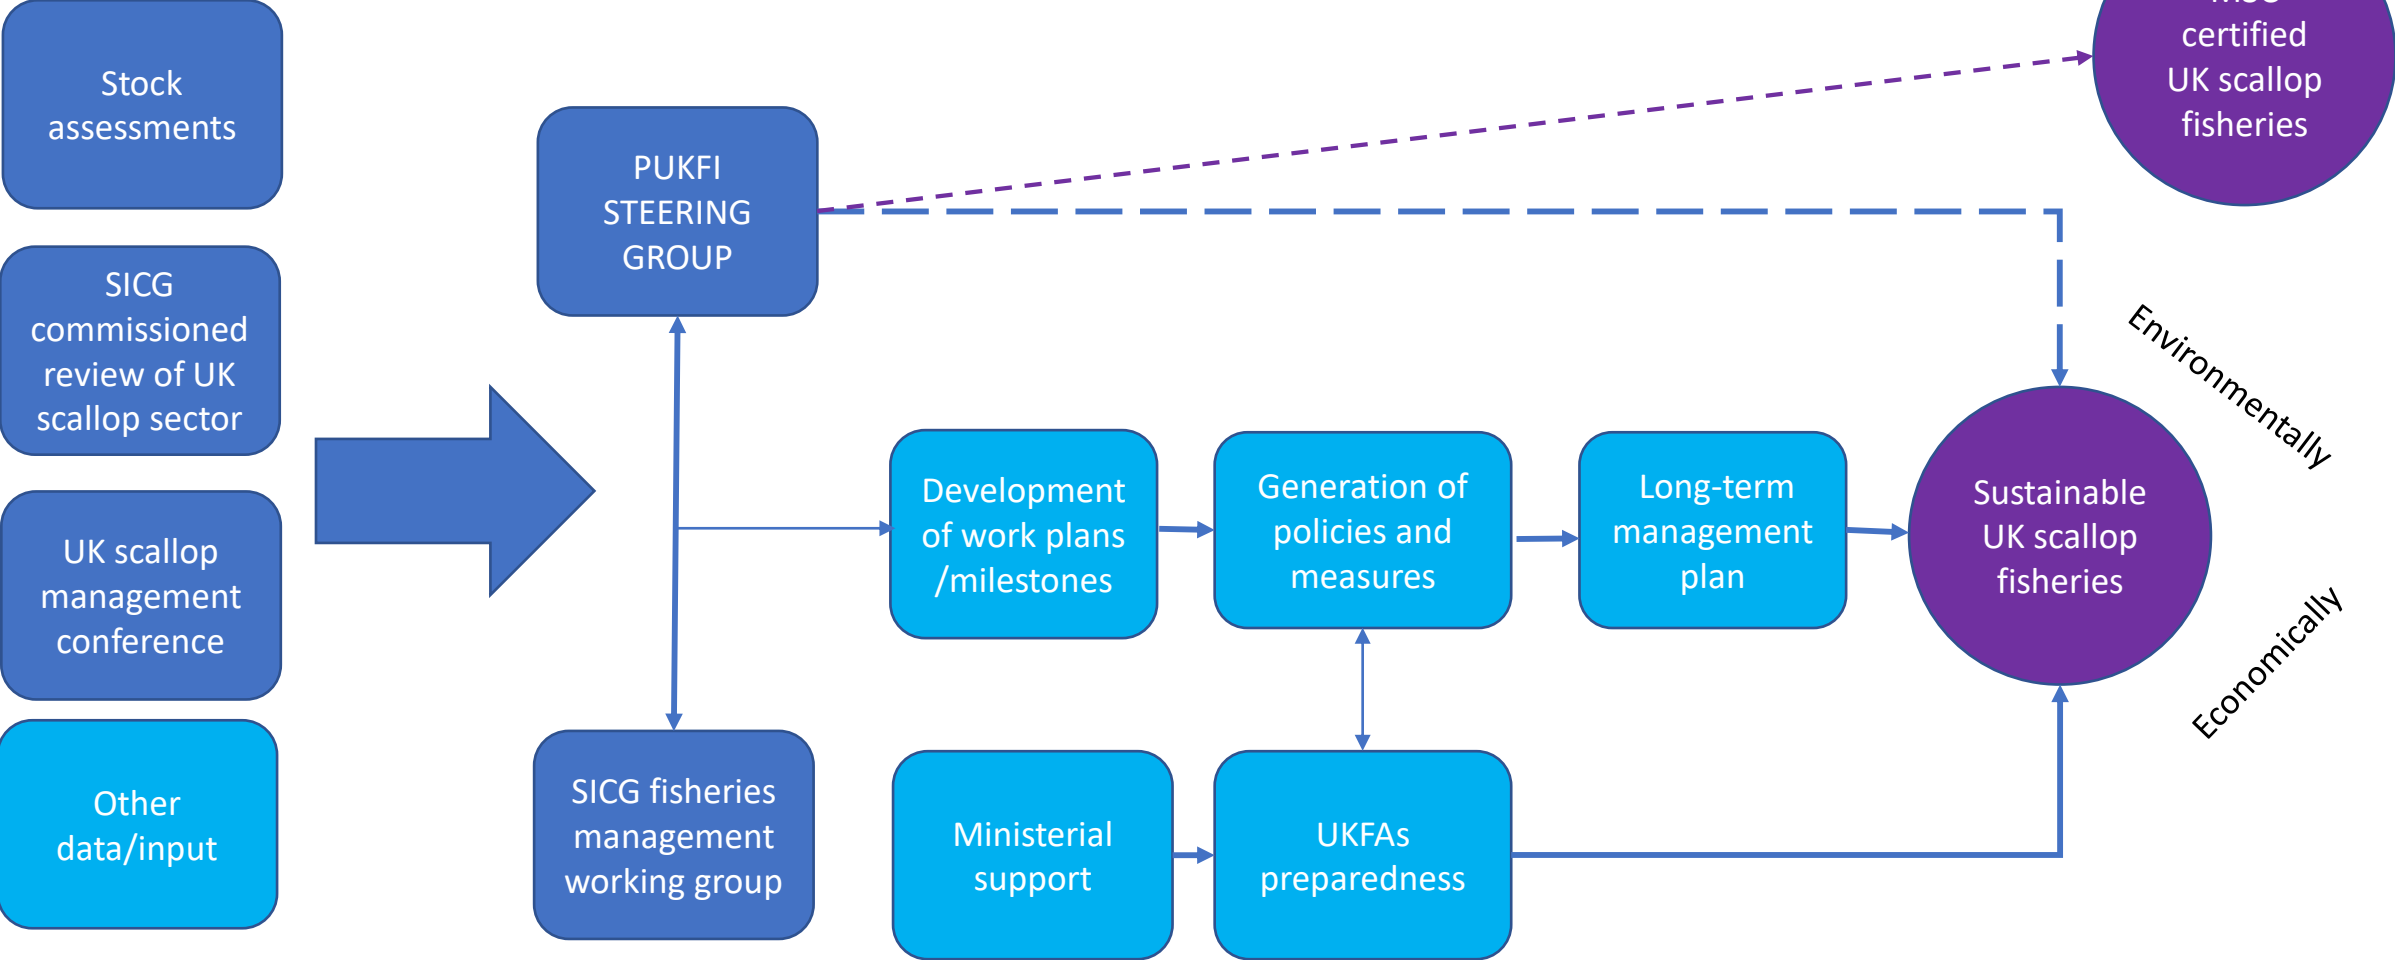 Stock
assessments
SICG
commissioned
review of UK
scallop sector
UK scallop
management
conference
Other
data/input
PUKFI
STEERING
GROUP
SICG fisheries
management
working group
Development
of work plans
/milestones
Generation of
policies and
measures
Long-term
management
plan
Ministerial
support
UKFAs
preparedness
certified
UK scallop
fisheries
Sustainable
UK scallop
fisheries
Environmentally
Economically